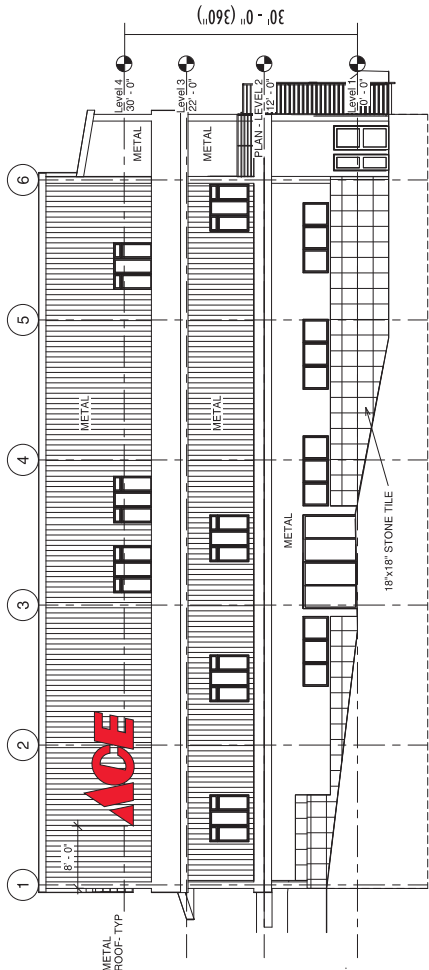 30' - 0" (360")
Level 4
30' - 0"
Level 3
22' - 0"
PLAN - LEVEL 2
12' - 0"
Level 1
0' - 0"
6
5
4
3
2
1
METAL
METAL
METAL
METAL
METAL
18"x18" STONE TILE
ACE
8' - 0"
METAL
ROOF- TYP